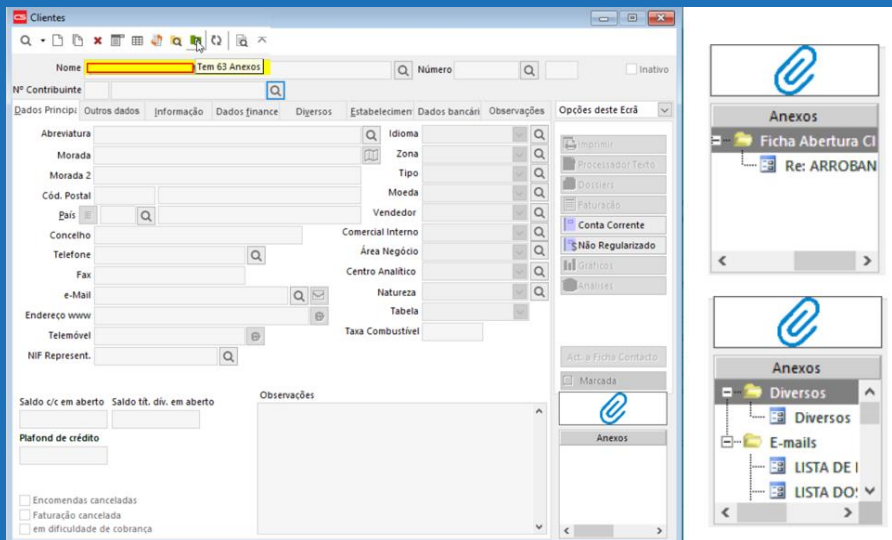 CS Clientes
Nome
Tem 63 Anexos
Número
Inativo
Nº Contribuinte
Dados Principa
Outros dados
Informação
Dados finance
Diversos
Estabelecimen
Dados bancári
Observações
Opções deste Ecrã
Abreviatura
Morada
Morada 2
Cód. Postal
País
Concelho
Telefone
Fax
e-Mail
Endereço www
Telemóvel
NIF Represent.
Idioma
Zona
Tipo
Moeda
Vendedor
Comercial Interno
Área Negócio
Centro Analítico
Natureza
Tabela
Taxa Combustível
Imprimir
Processador Texto
Dossiers
Faturação
Conta Corrente
Não Regularizado
Gráficos
Análises
Act. a Ficha Contacto
Marcada
Anexos
Saldo c/c em aberto
Saldo tít. dív. em aberto
Observações
Plafond de crédito
Encomendas canceladas
Faturação cancelada
em dificuldade de cobrança
Anexos
Ficha Abertura Cl
Re: ARROBAN
Anexos
Diversos
Diversos
E-mails
LISTA DE
LISTA DOS